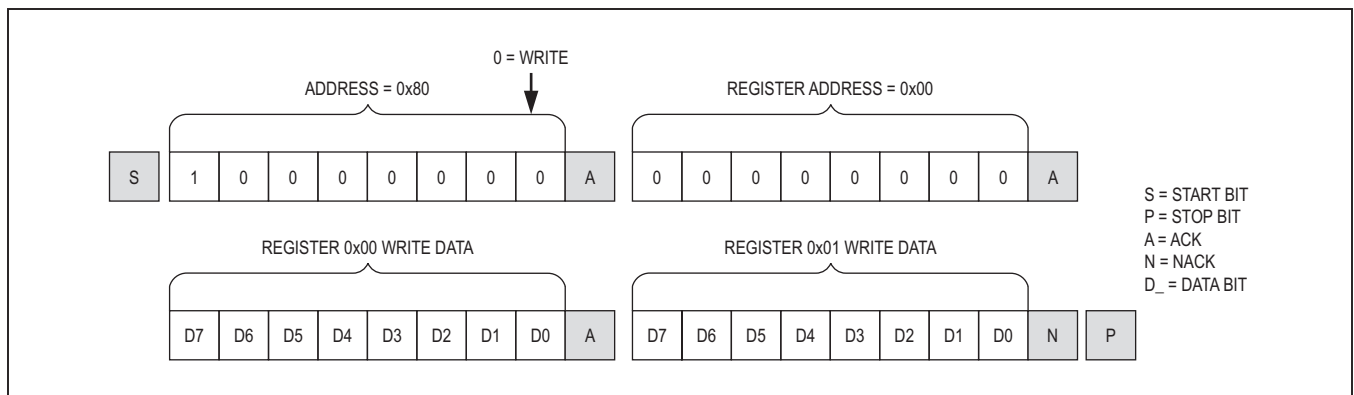 0 = WRITE
ADDRESS = 0x80 REGISTER ADDRESS = 0x00
S 1 0 0 0 0 0 0 0 A 0 0 0 0 0 0 0 0 A
REGISTER 0x00 WRITE DATA REGISTER 0x01 WRITE DATA
D7 D6 D5 D4 D3 D2 D1 D0 A D7 D6 D5 D4 D3 D2 D1 D0 N P
S = START BIT
P = STOP BIT
A = ACK
N = NACK
D_ = DATA BIT